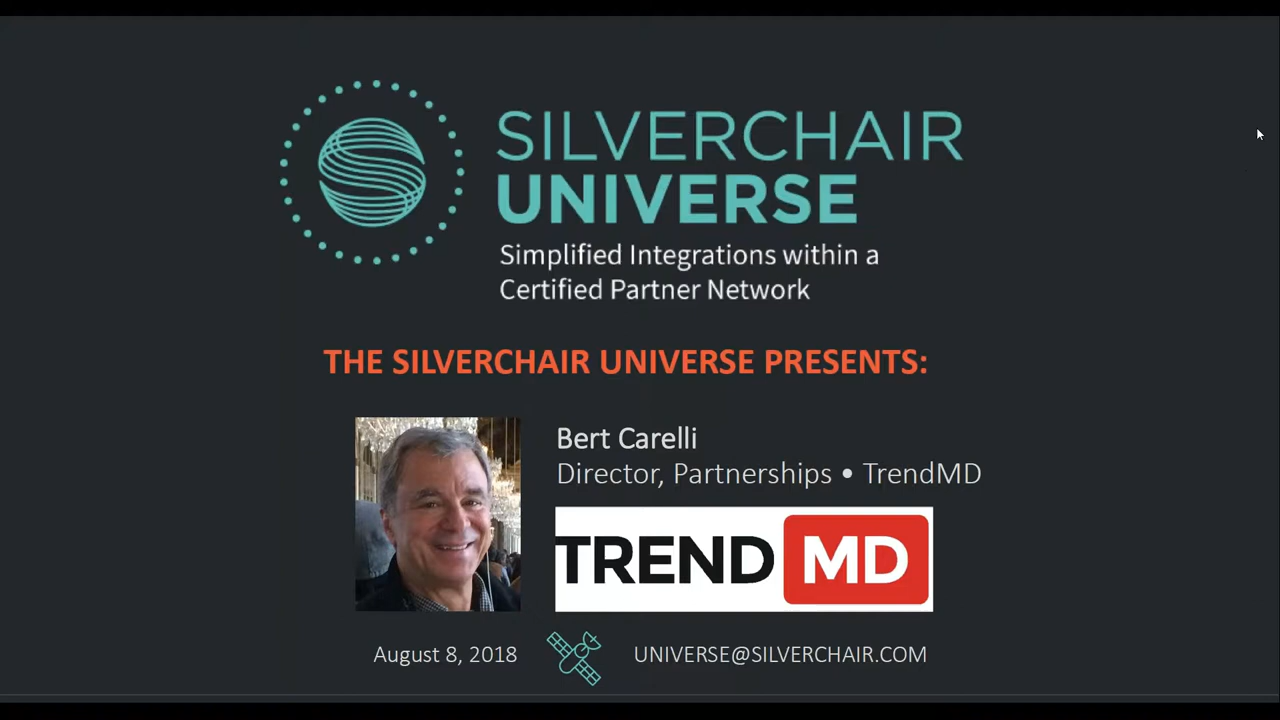 SILVERCHAIR
UNIVERSE
Simplified Integrations within a
Certified Partner Network
THE SILVERCHAIR UNIVERSE PRESENTS:
Bert Carelli
Director, Partnerships • TrendMD
TREND MD
August 8, 2018
UNIVERSE@SILVERCHAIR.COM